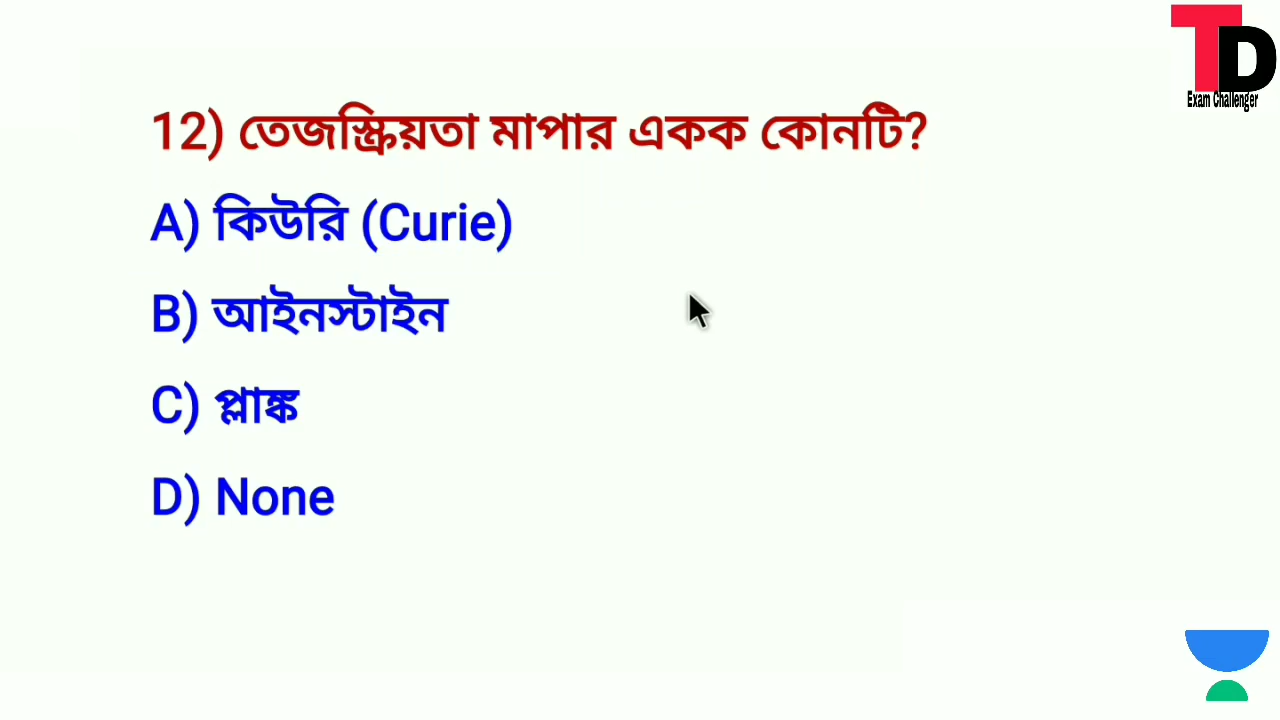 TD
Exam Challenger
12) তেজস্ক্রিয়তা মাপার একক কোনটি?
A) কিউরি (Curie)
B) আইনস্টাইন
C) প্লাঙ্ক
D) None